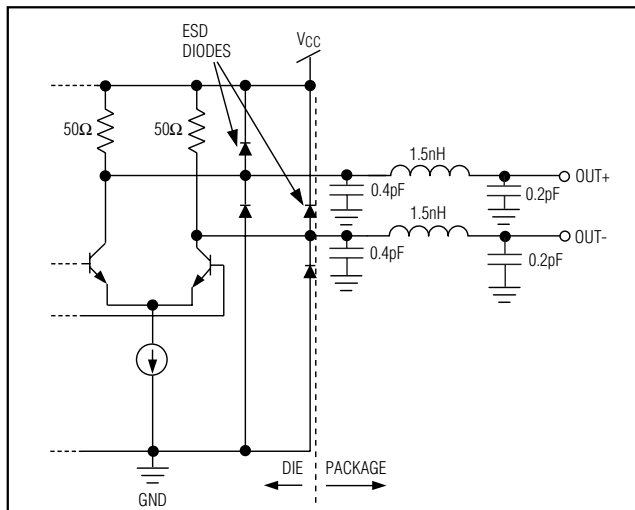 ESD
DIODES
VCC
50Ω
50Ω
1.5nH
OUT+
0.4pF
0.2pF
1.5nH
OUT-
0.4pF
0.2pF
DIE
PACKAGE
GND